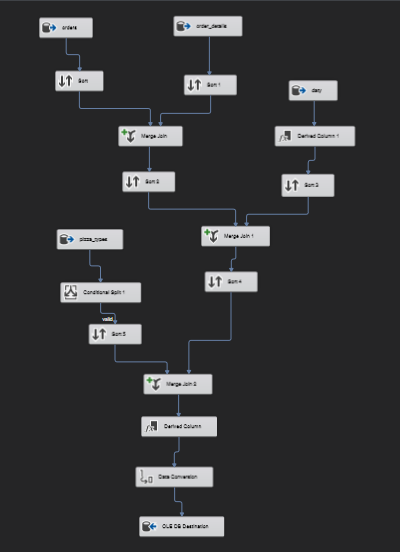 orders
order_details
Sort
Sort 1
daty
Merge Join
Derived Column 1
Sort 2
Sort 3
pizza_types
Merge Join 1
Conditional Split 1
Sort 4
valid
Sort 5
Merge Join 2
Derived Column
Data Conversion
OLE DB Destination